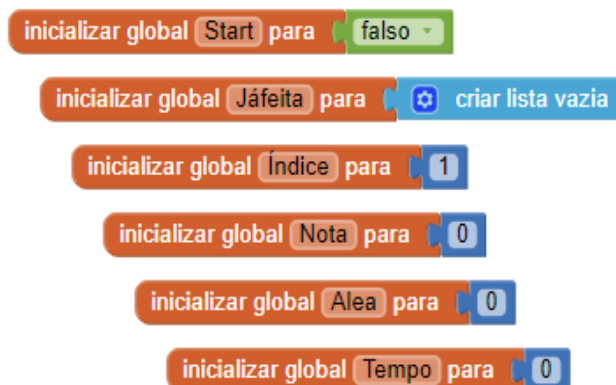 inicializar global Start para falso
inicializar global Jáfeita para criar lista vazia
inicializar global Índice para 1
inicializar global Nota para 0
inicializar global Alea para 0
inicializar global Tempo para 0